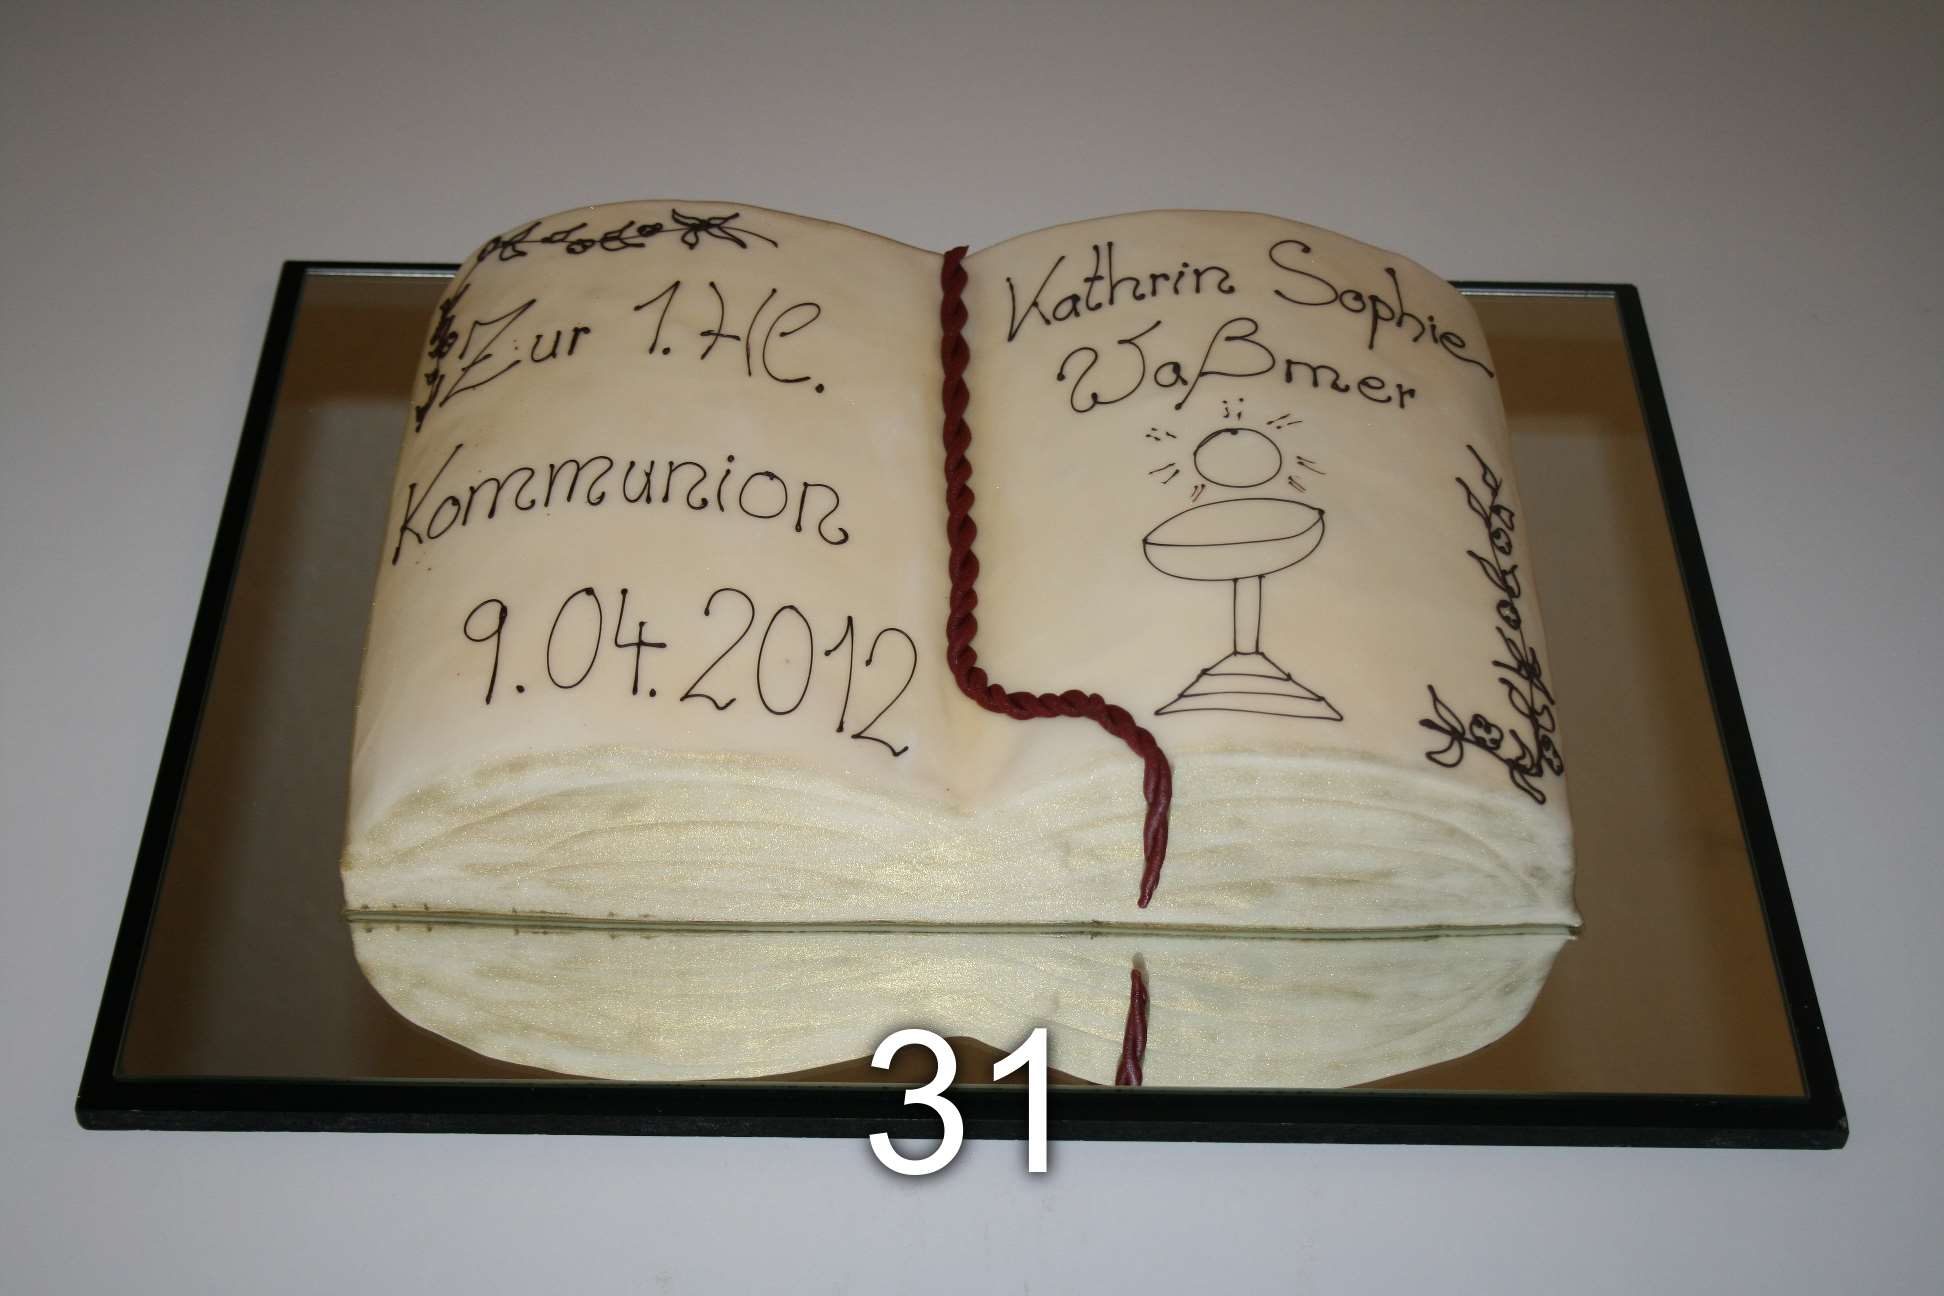 Zur 1. Hl.
Kommunion
9.04.2012
Kathrin Sophie
Waßmer
31